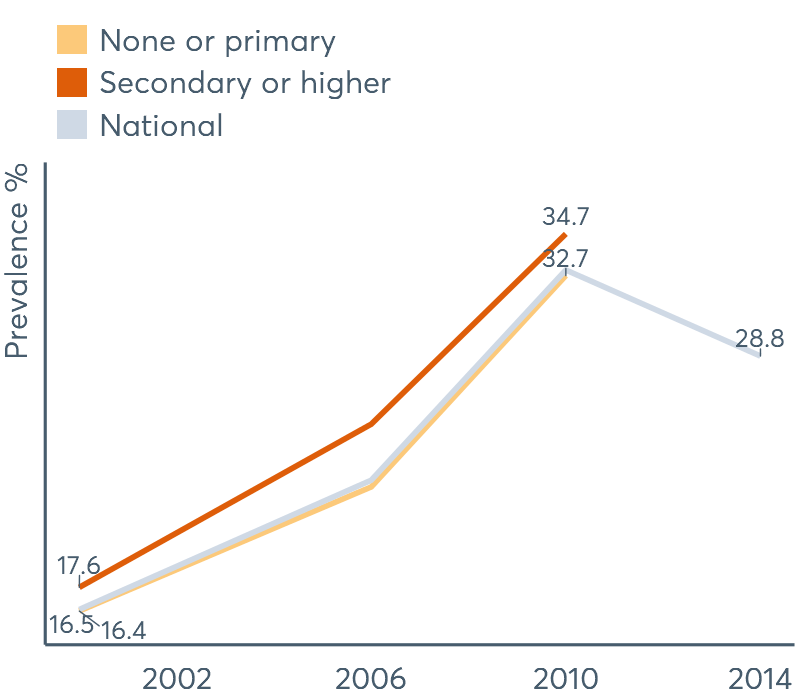 None or primary
Secondary or higher
National
Prevalence %
34.7
32.7
28.8
17.6
16.5
16.4
2002
2006
2010
2014